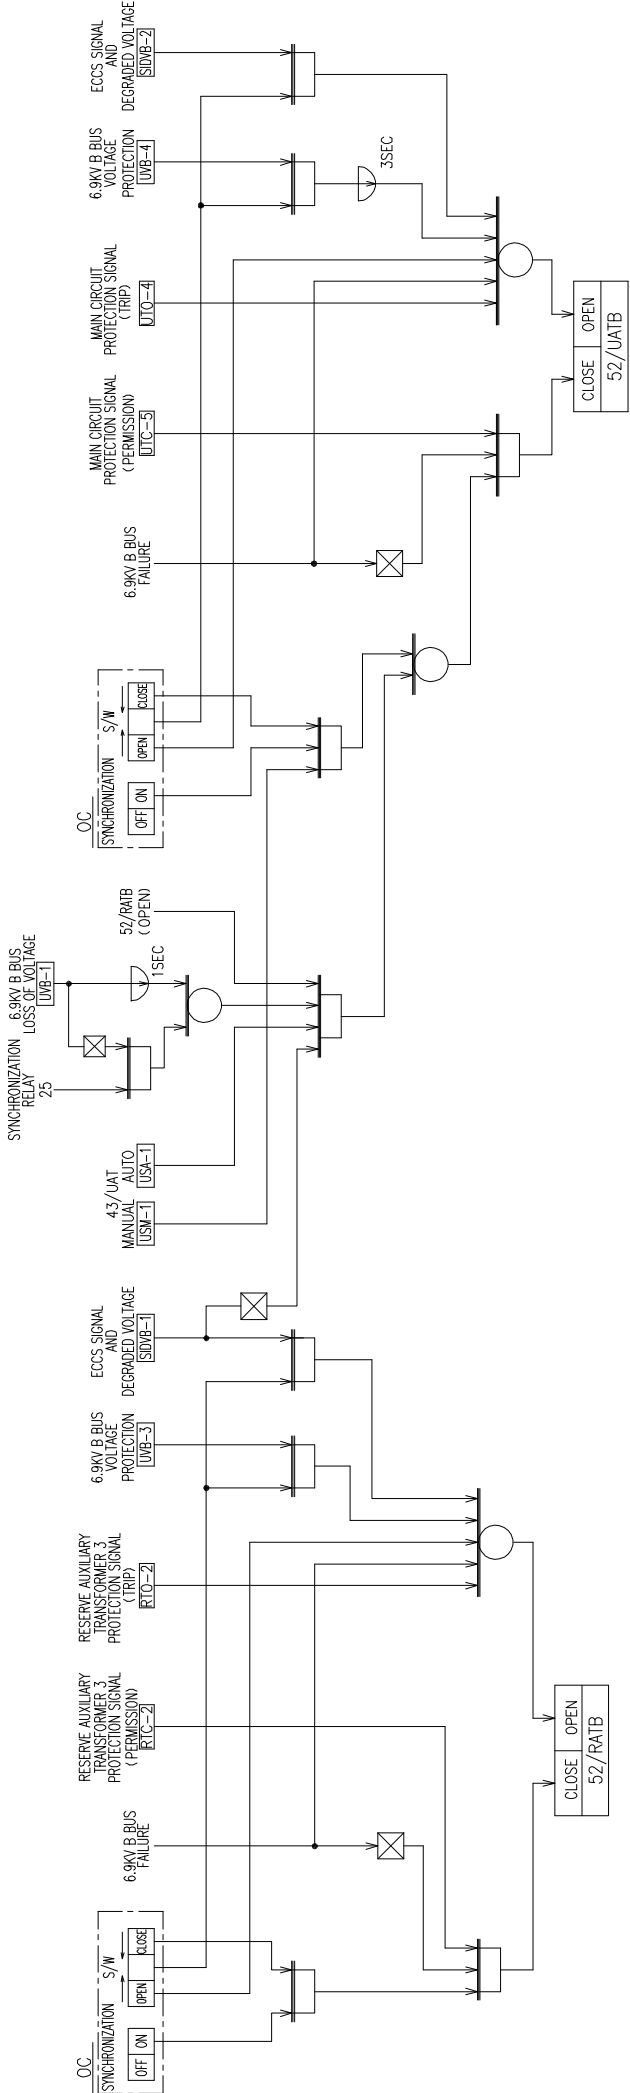 OC
SYNCHRONIZATION
S/W
OFF
ON
OPEN
CLOSE
6.9KV B BUS
FAILURE
RESERVE AUXILIARY
TRANSFORMER 3
PROTECTION SIGNAL
(PERMISSION)
RTC-2
RESERVE AUXILIARY
TRANSFORMER 3
PROTECTION SIGNAL
(TRIP)
RTO-2
6.9KV B BUS
VOLTAGE
PROTECTION
UVB-3
ECCS SIGNAL
AND
DEGRADED VOLTAGE
SIDVB-1
CLOSE
OPEN
52/RATB
43/UAT
MANUAL
AUTO
USM-1
USA-1
SYNCHRONIZATION
RELAY
25
6.9KV B BUS
LOSS OF VOLTAGE
UVB-1
1SEC
52/RATB
(OPEN)
OC
SYNCHRONIZATION
S/W
OFF
ON
OPEN
CLOSE
6.9KV B BUS
FAILURE
MAIN CIRCUIT
PROTECTION SIGNAL
(PERMISSION)
UTC-5
MAIN CIRCUIT
PROTECTION SIGNAL
(TRIP)
UTO-4
6.9KV B BUS
VOLTAGE
PROTECTION
UVB-4
3SEC
ECCS SIGNAL
AND
DEGRADED VOLTAGE
SIDVB-2
CLOSE
OPEN
52/UATB